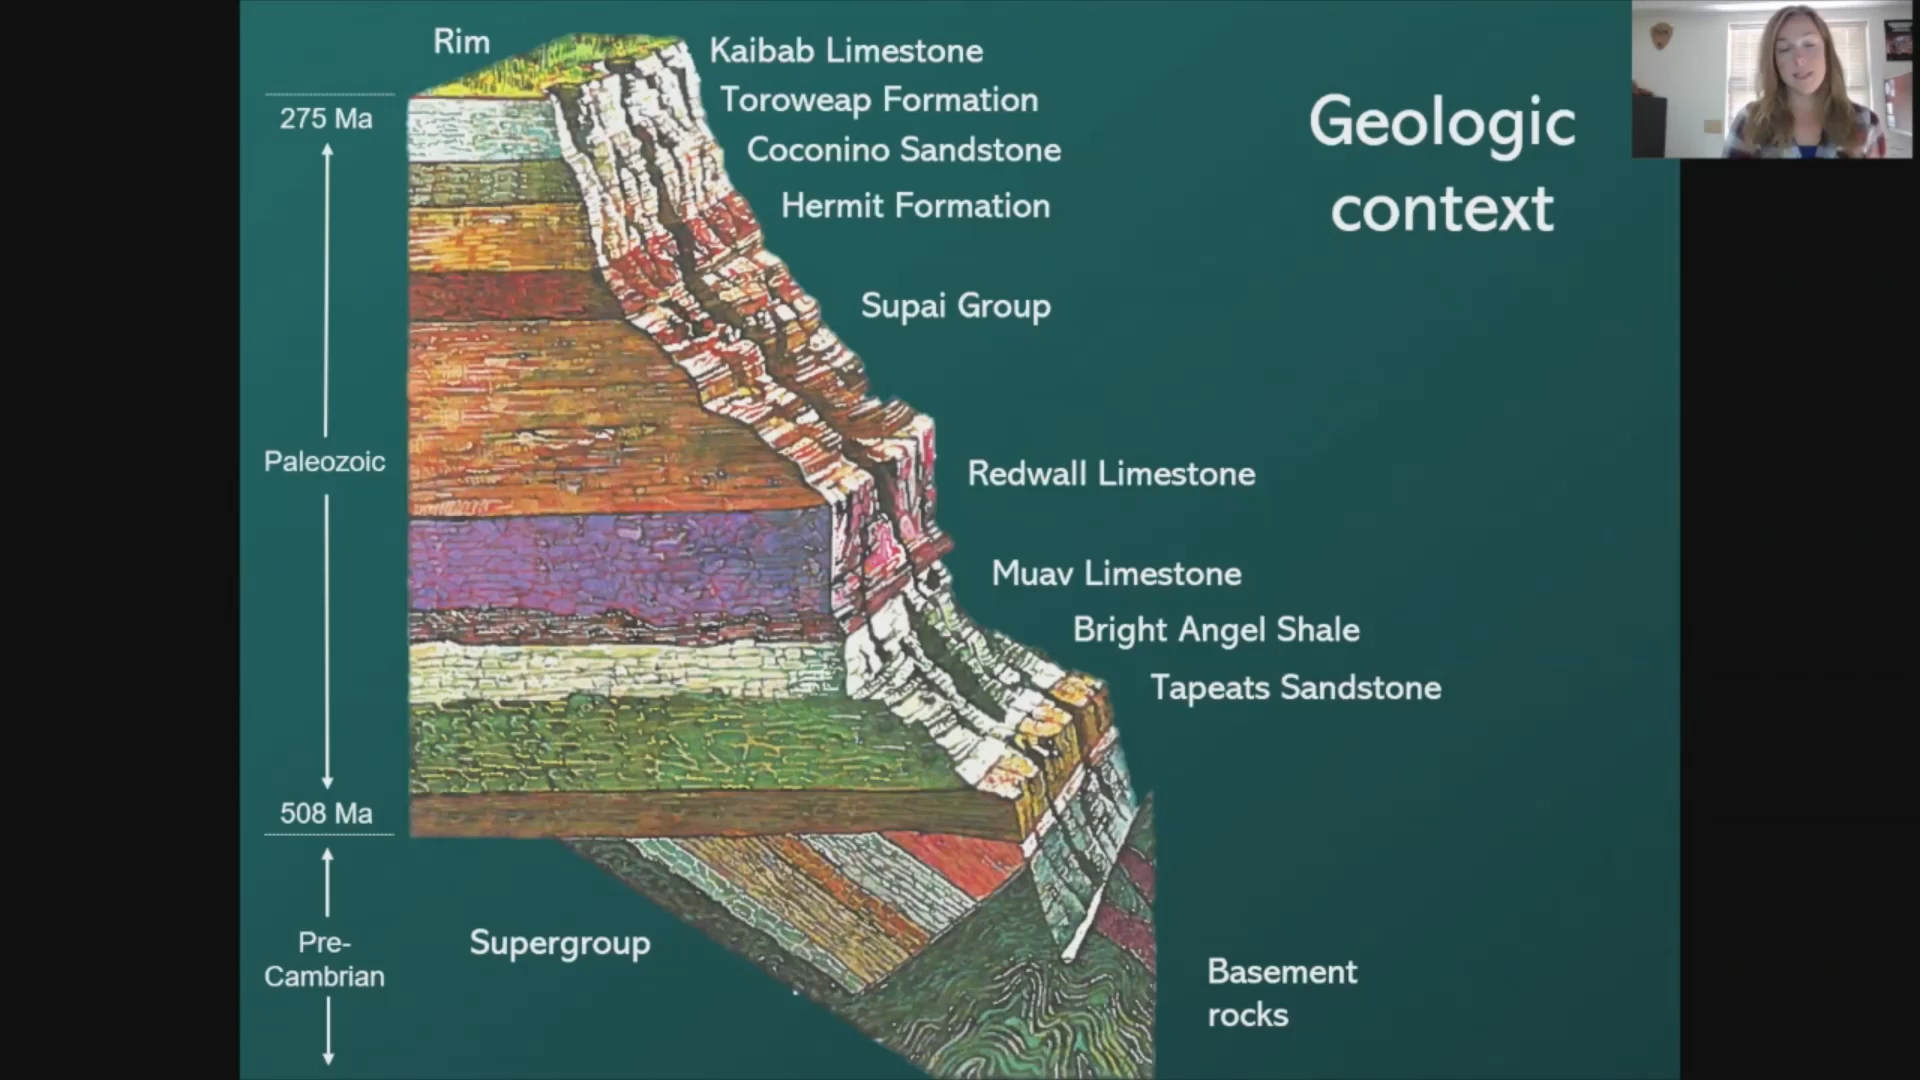 Rim
Kaibab Limestone
Toroweap Formation
Coconino Sandstone
Hermit Formation
Supai Group
Redwall Limestone
Muav Limestone
Bright Angel Shale
Tapeats Sandstone
Geologic
context
275 Ma
Paleozoic
508 Ma
Pre-
Cambrian
Supergroup
Basement
rocks